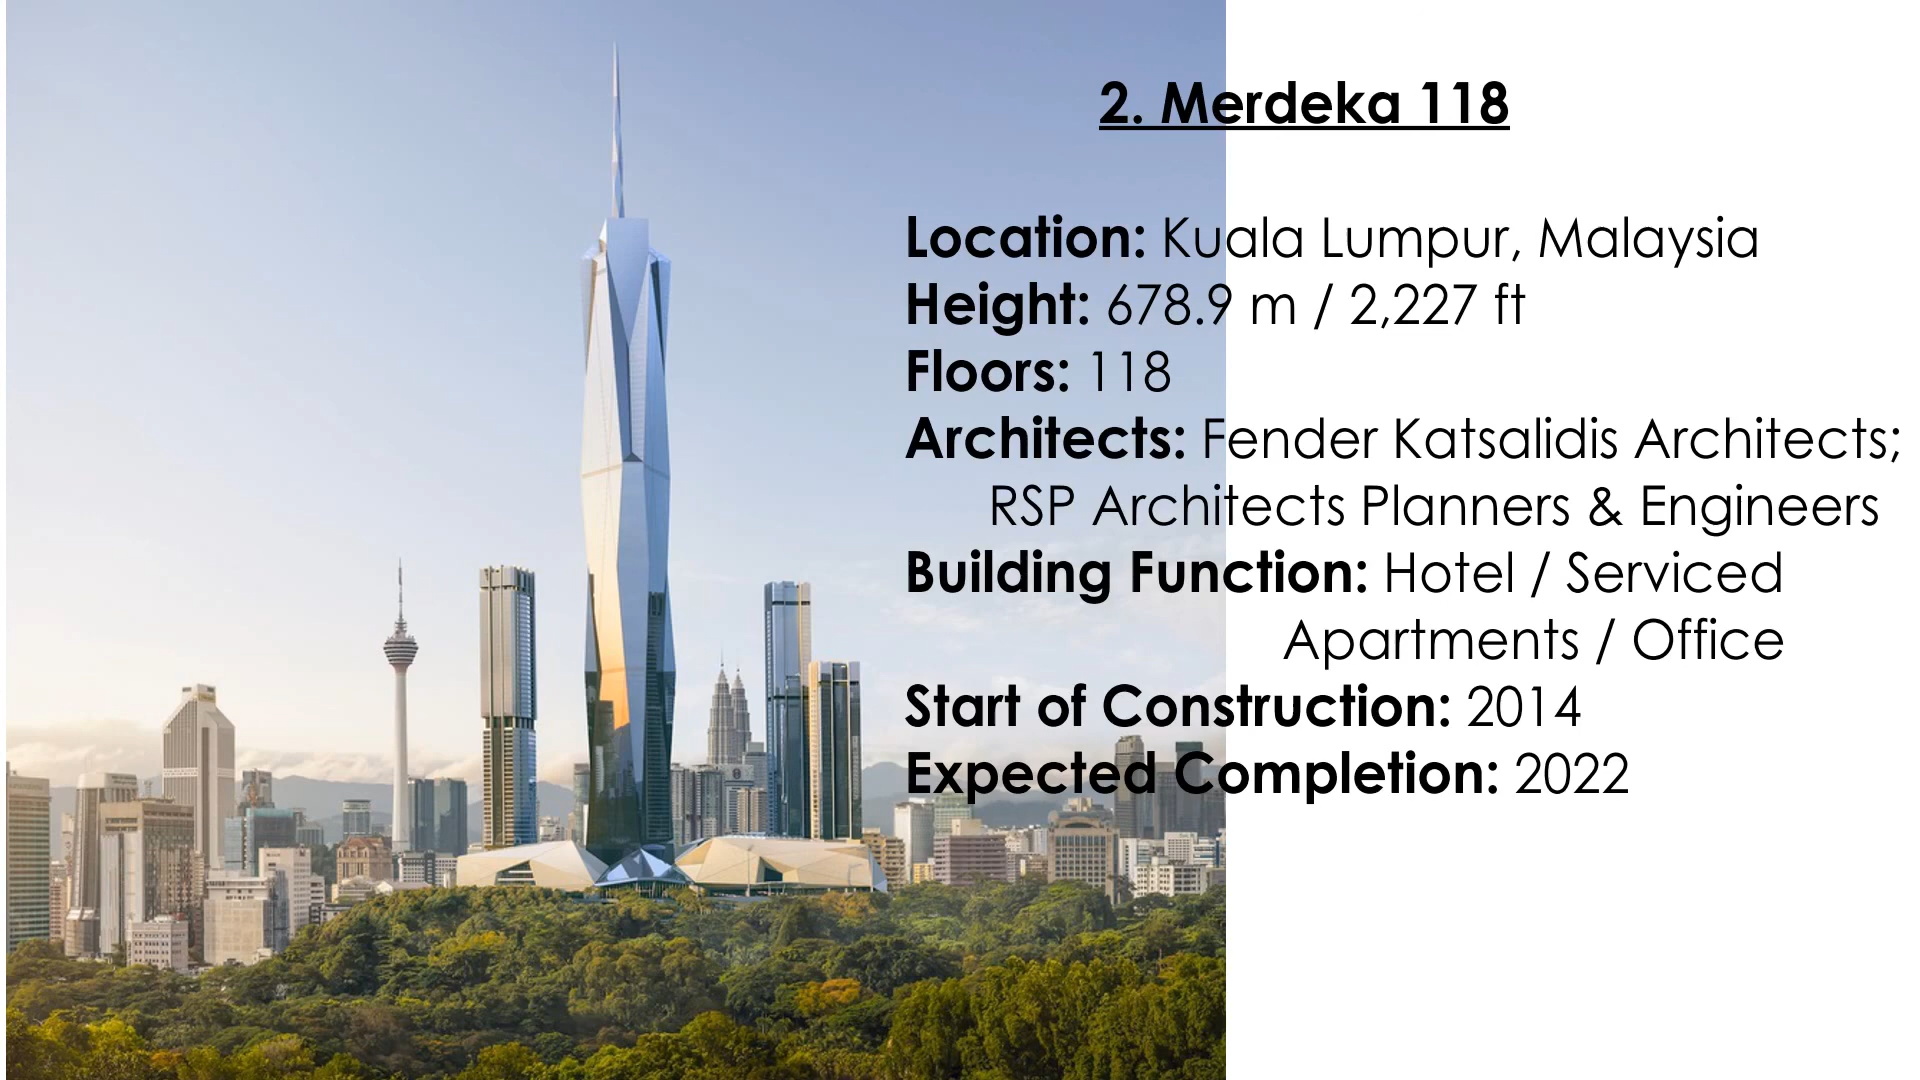 2. Merdeka 118
Location: Kuala Lumpur, Malaysia
Height: 678.9 m / 2,227 ft
Floors: 118
Architects: Fender Katsalidis Architects;
RSP Architects Planners & Engineers
Building Function: Hotel / Serviced
Apartments / Office
Start of Construction: 2014
Expected Completion: 2022